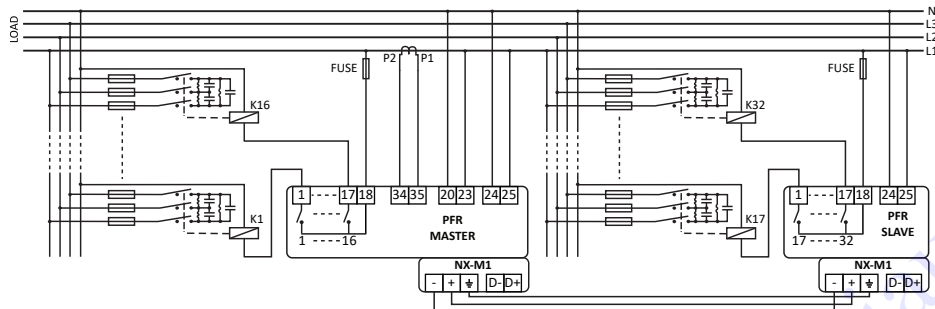 N
L3
L2
L1
LOAD
P2 P1
FUSE
FUSE
K16
K32
1 17 18 34 35 20 23 24 25
1 17 18 24 25
K1
K17
PFR
MASTER
1 16
PFR
SLAVE
17 32
NX-M1
- + D- D+
NX-M1
- + D- D+